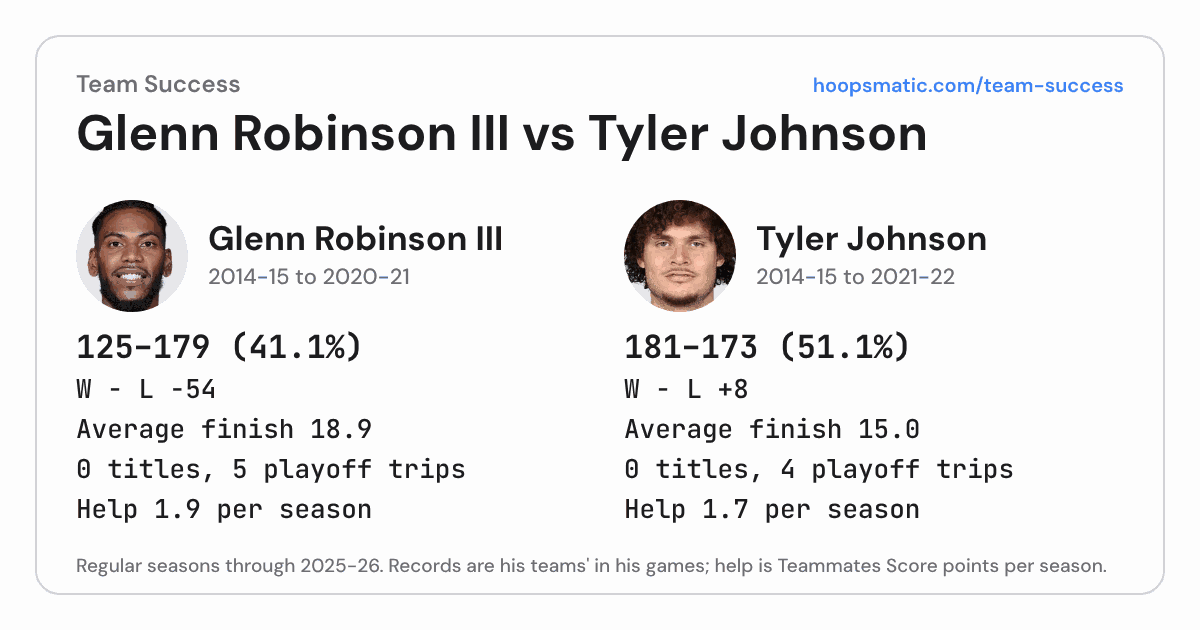 Team Success
hoopsmatic.com/team-success
Glenn Robinson III vs Tyler Johnson
Glenn Robinson III
2014-15 to 2020-21
125-179 (41.1%)
W - L -54
Average finish 18.9
0 titles, 5 playoff trips
Help 1.9 per season
Tyler Johnson
2014-15 to 2021-22
181-173 (51.1%)
W - L +8
Average finish 15.0
0 titles, 4 playoff trips
Help 1.7 per season
Regular seasons through 2025-26. Records are his teams' in his games; help is Teammates Score points per season.